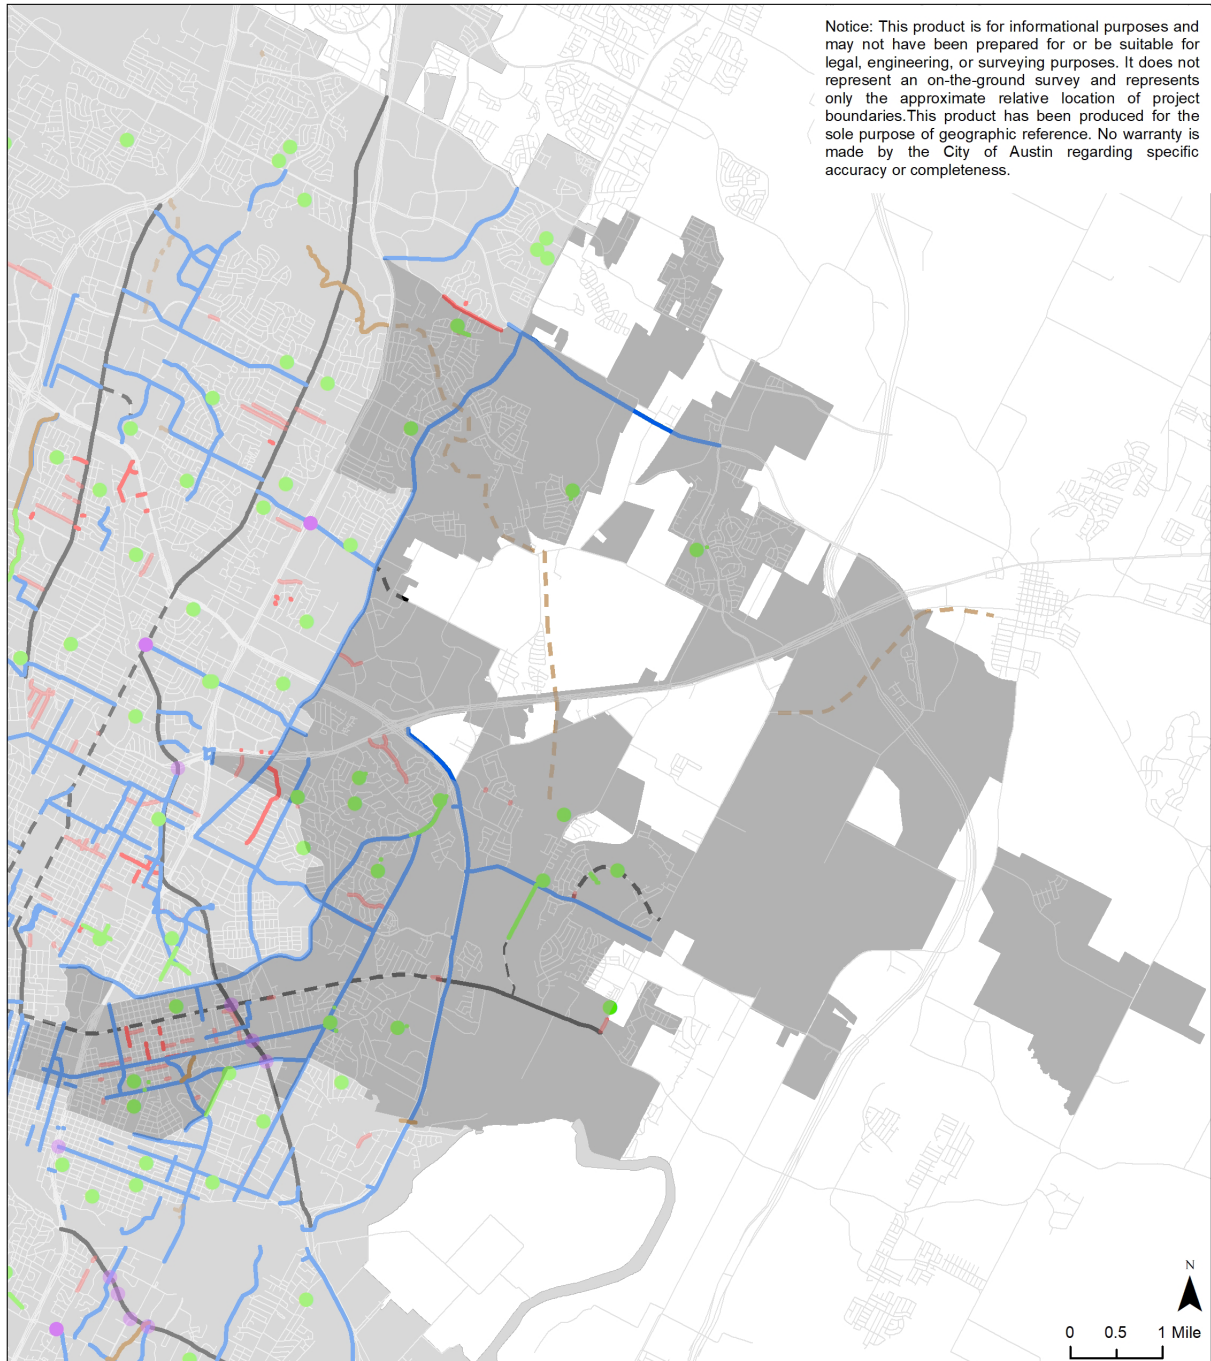 Notice: This product is for informational purposes and
may not have been prepared for or be suitable for
legal, engineering, or surveying purposes. It does not
represent an on-the-ground survey and represents
only the approximate relative location of project
boundaries.This product has been produced for the
sole purpose of geographic reference. No warranty is
made by the City of Austin regarding specific
accuracy or completeness.
N
0 0.5 1 Mile